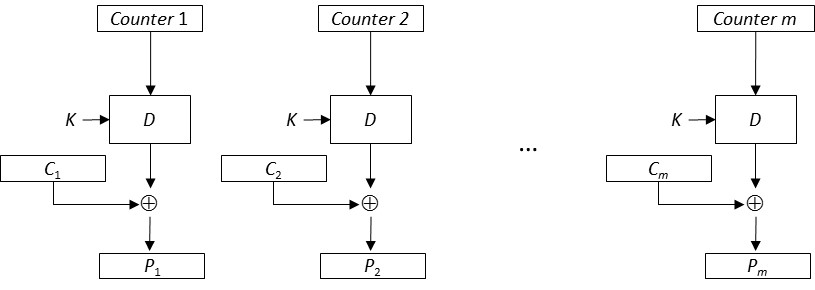 Counter 1 Counter 2 Counter m
K D K D ... K D
C1 C2 Cm
⊕ ⊕ ⊕
P1 P2 Pm